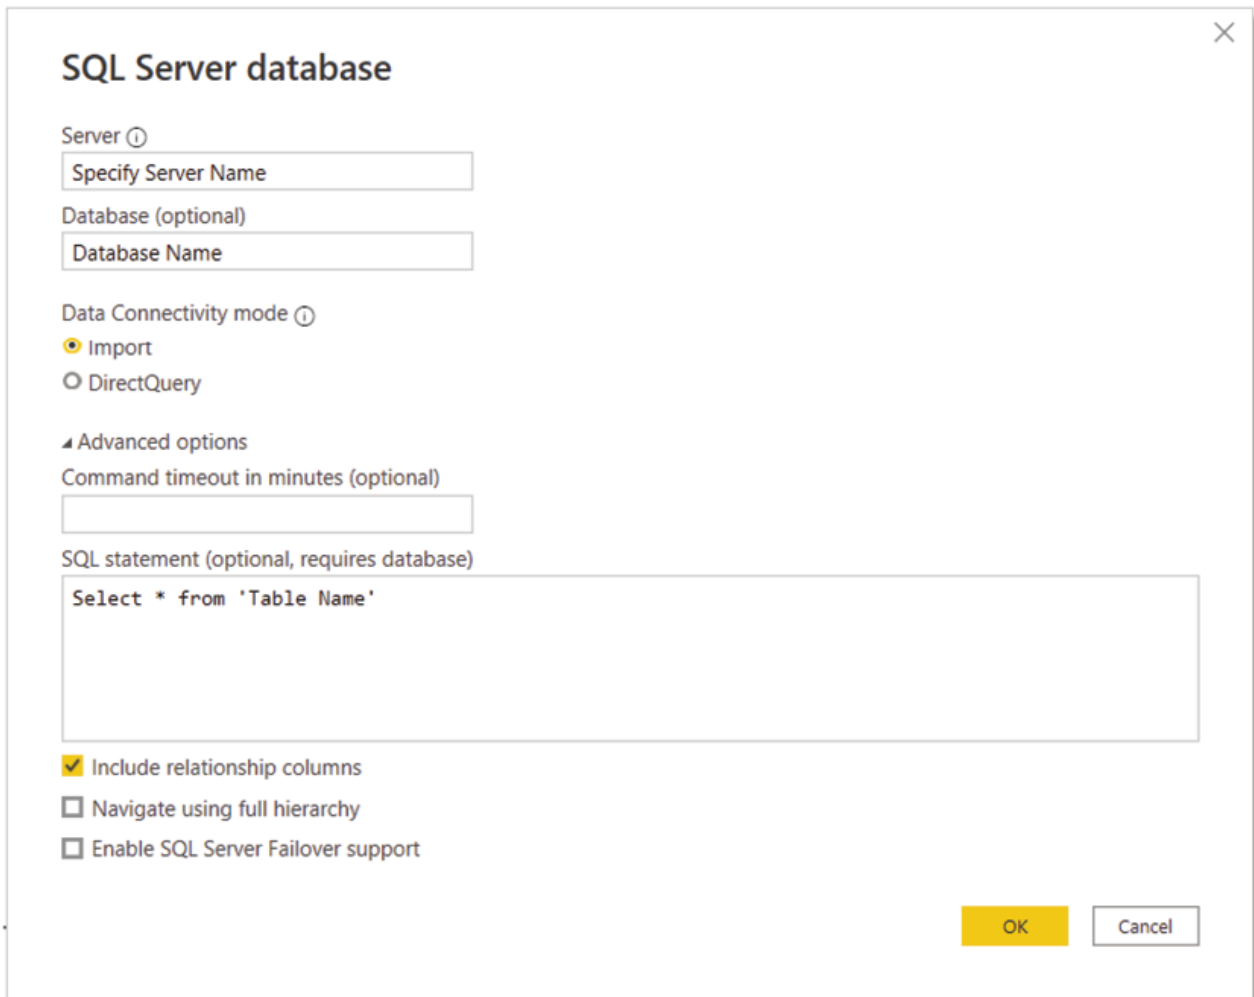 SQL Server database
Server
Specify Server Name
Database (optional)
Database Name
Data Connectivity mode
Import
DirectQuery
Advanced options
Command timeout in minutes (optional)
SQL statement (optional, requires database)
Select * from 'Table Name'
Include relationship columns
Navigate using full hierarchy
Enable SQL Server Failover support
OK Cancel